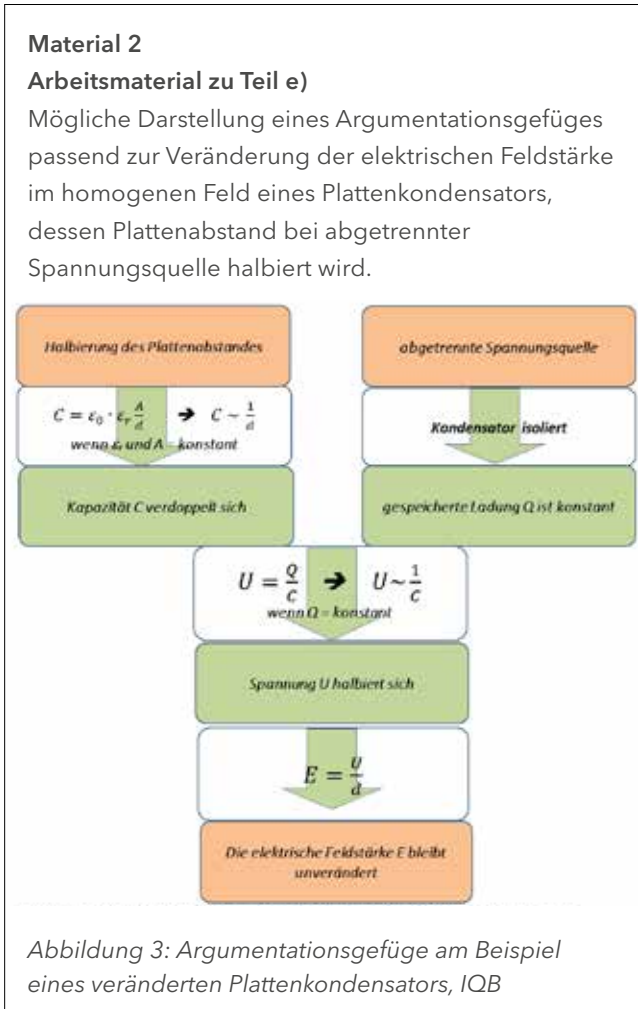 Material 2
Arbeitsmaterial zu Teil e)
Mögliche Darstellung eines Argumentationsgefüges
passend zur Veränderung der elektrischen Feldstärke
im homogenen Feld eines Plattenkondensators,
dessen Plattenabstand bei abgetrennter
Spannungsquelle halbiert wird.
Halbierung des Plattenabstandes
C = ε₀ · εᵣ A/d ➔ C ~ 1/d
wenn εᵣ und A = konstant
Kapazität C verdoppelt sich
abgetrennte Spannungsquelle
Kondensator isoliert
gespeicherte Ladung Q ist konstant
U = Q/C ➔ U~ 1/C
wenn Q = konstant
Spannung U halbiert sich
E = U/d
Die elektrische Feldstärke E bleibt
unverändert
Abbildung 3: Argumentationsgefüge am Beispiel
eines veränderten Plattenkondensators, IQB